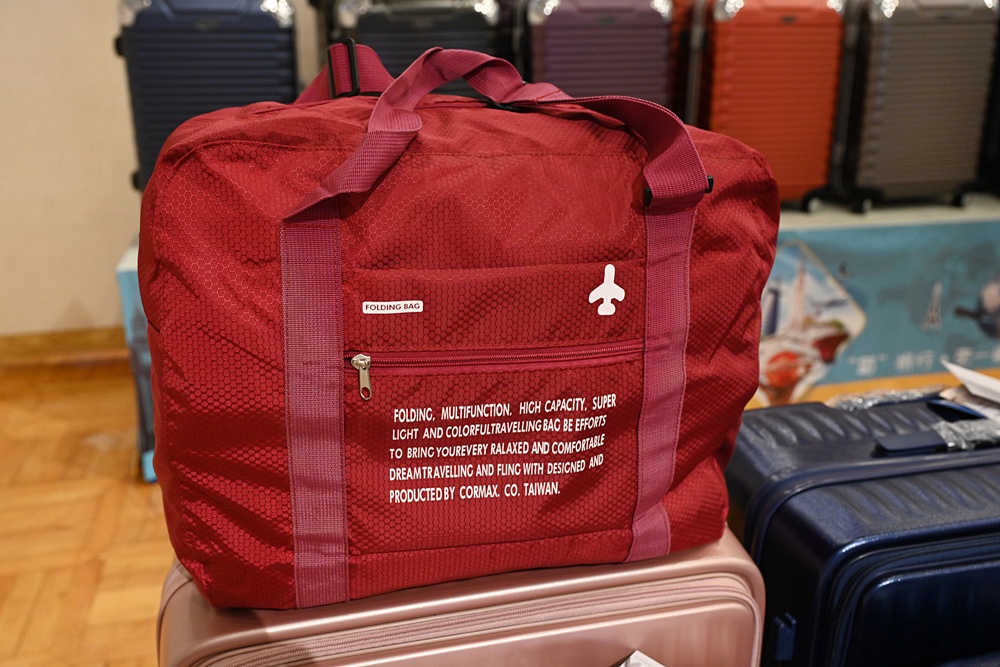 FOLDING BAG
FOLDING, MULTIFUNCTION, HIGH CAPACITY, SUPER
LIGHT AND COLORFULTRAVELLING BAG BE EFFORTS
TO BRING YOUREVERY RALAXED AND COMFORTABLE
DREAMTRAVELLING AND FLING WITH DESIGNED AND
PRODUCTED BY CORMAX. CO. TAIWAN.